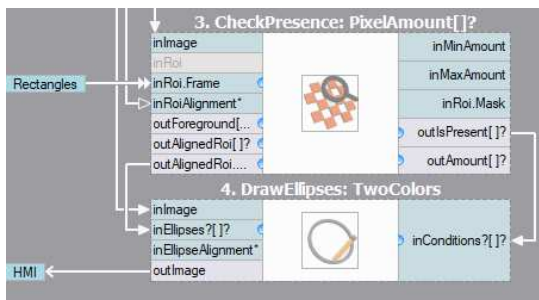 3. CheckPresence: PixelAmount[]?
inImage
inRoi
inRoi.Frame
inRoiAlignment*
outForeground[...
outAlignedRoi[ ]?
outAlignedRoi....
inMinAmount
inMaxAmount
inRoi.Mask
outIsPresent[ ]?
outAmount[ ]?
Rectangles
4. DrawEllipses: TwoColors
inImage
inEllipses?[ ]?
inEllipseAlignment*
outImage
inConditions?[ ]?
HMI